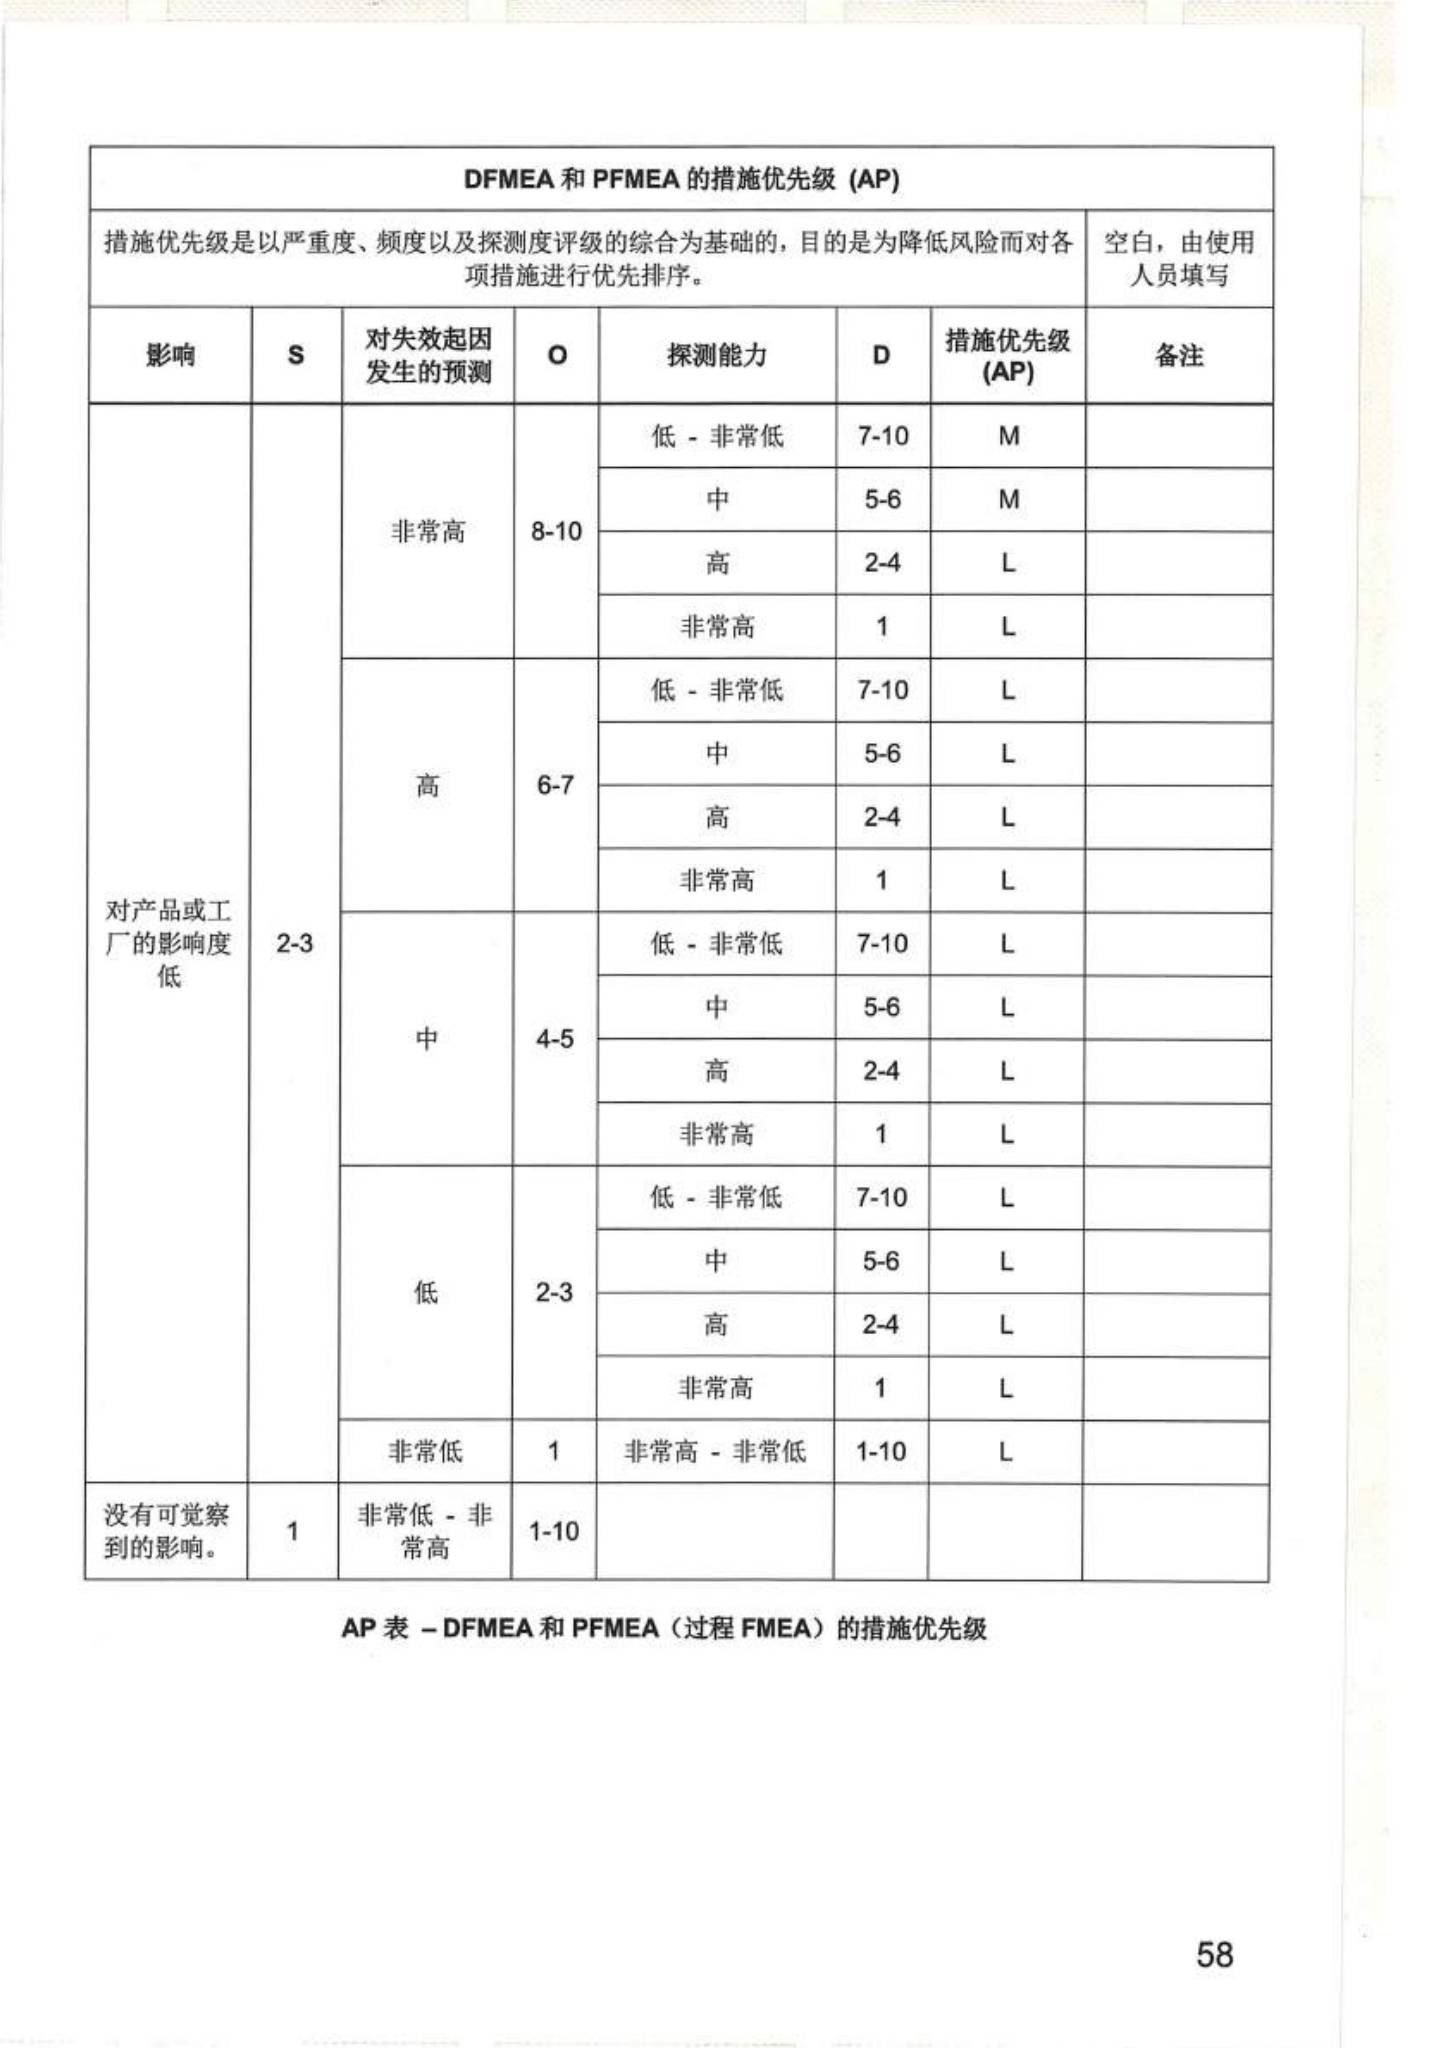 DFMEA 和 PFMEA 的措施优先级 (AP)
措施优先级是以严重度、频度以及探测度评级的综合为基础的，目的是为降低风险而对各
项措施进行优先排序。
空白，由使用
人员填写
影响
S
对失效起因
发生的预测
O
探测能力
D
措施优先级
(AP)
备注
对产品或工
厂的影响度
低
2-3
非常高
8-10
低 - 非常低
7-10
M
中
5-6
M
高
2-4
L
非常高
1
L
高
6-7
低 - 非常低
7-10
L
中
5-6
L
高
2-4
L
非常高
1
L
中
4-5
低 - 非常低
7-10
L
中
5-6
L
高
2-4
L
非常高
1
L
低
2-3
低 - 非常低
7-10
L
中
5-6
L
高
2-4
L
非常高
1
L
非常低
1
非常高 - 非常低
1-10
L
没有可觉察
到的影响。
1
非常低 - 非
常高
1-10
AP 表 – DFMEA 和 PFMEA（过程 FMEA）的措施优先级
58